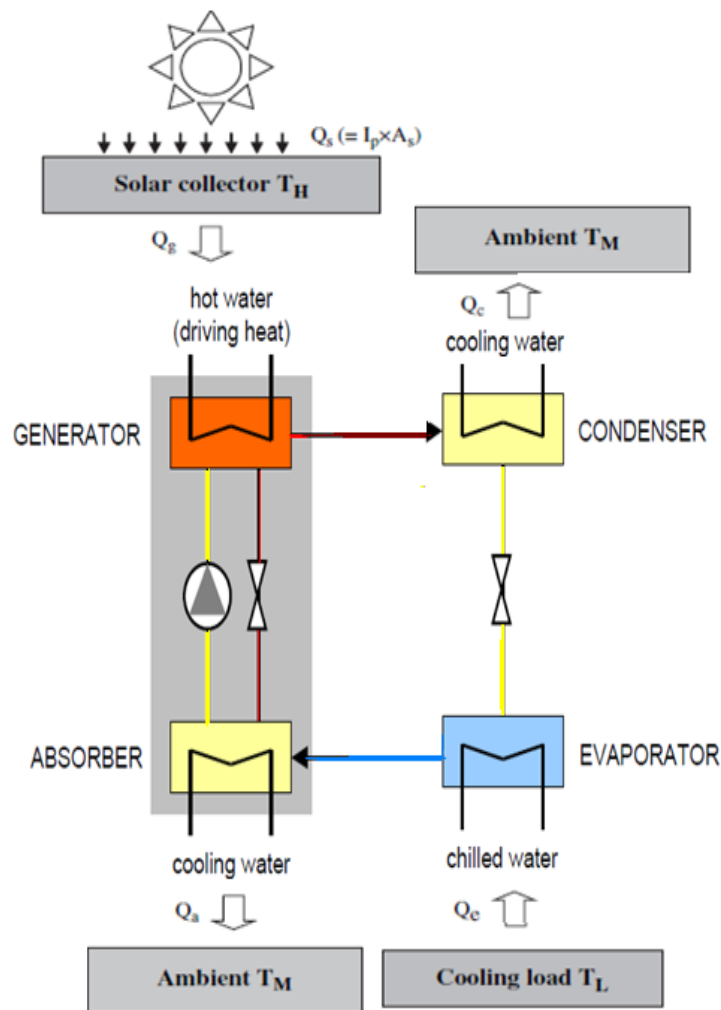 Qs (= Ip×As)
Solar collector TH
Qg
Ambient TM
hot water
(driving heat)
Qc
cooling water
GENERATOR
CONDENSER
ABSORBER
EVAPORATOR
cooling water
chilled water
Qa
Qe
Ambient TM
Cooling load TL